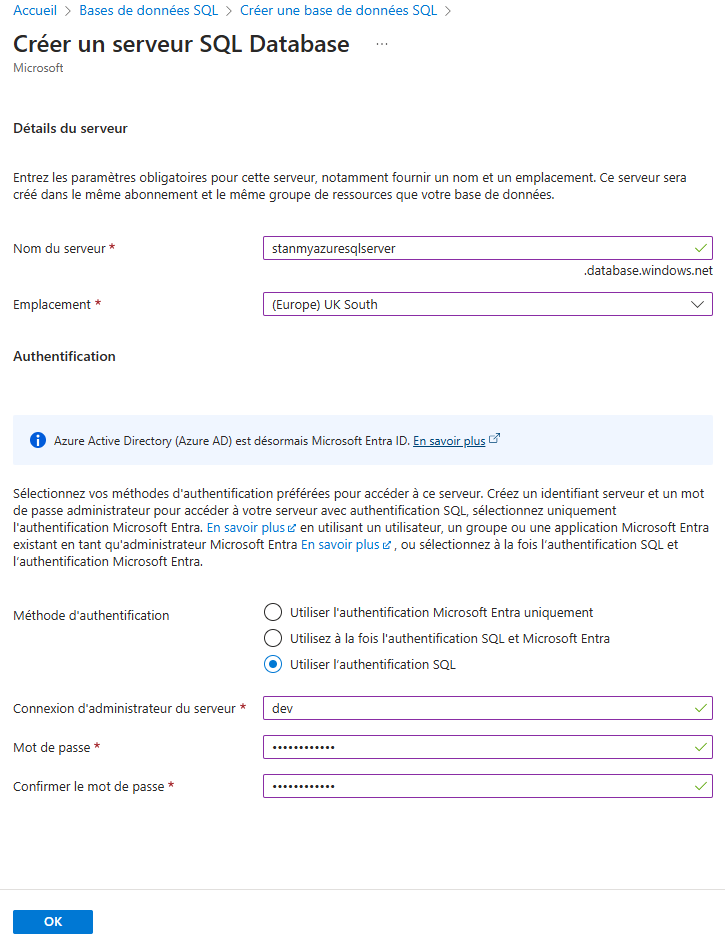 Accueil > Bases de données SQL > Créer une base de données SQL >
Créer un serveur SQL Database ...
Microsoft
Détails du serveur
Entrez les paramètres obligatoires pour cette serveur, notamment fournir un nom et un emplacement. Ce serveur sera
créé dans le même abonnement et le même groupe de ressources que votre base de données.
Nom du serveur * stanmyazuresqlserver
.database.windows.net
Emplacement * (Europe) UK South
Authentification
Azure Active Directory (Azure AD) est désormais Microsoft Entra ID. En savoir plus
Sélectionnez vos méthodes d'authentification préférées pour accéder à ce serveur. Créez un identifiant serveur et un mot
de passe administrateur pour accéder à votre serveur avec authentification SQL, sélectionnez uniquement
l'authentification Microsoft Entra. En savoir plus en utilisant un utilisateur, un groupe ou une application Microsoft Entra
existant en tant qu'administrateur Microsoft Entra En savoir plus , ou sélectionnez à la fois l'authentification SQL et
l'authentification Microsoft Entra.
Méthode d'authentification
Utiliser l'authentification Microsoft Entra uniquement
Utilisez à la fois l'authentification SQL et Microsoft Entra
Utiliser l'authentification SQL
Connexion d'administrateur du serveur * dev
Mot de passe * ••••••••••••
Confirmer le mot de passe * ••••••••••••
OK